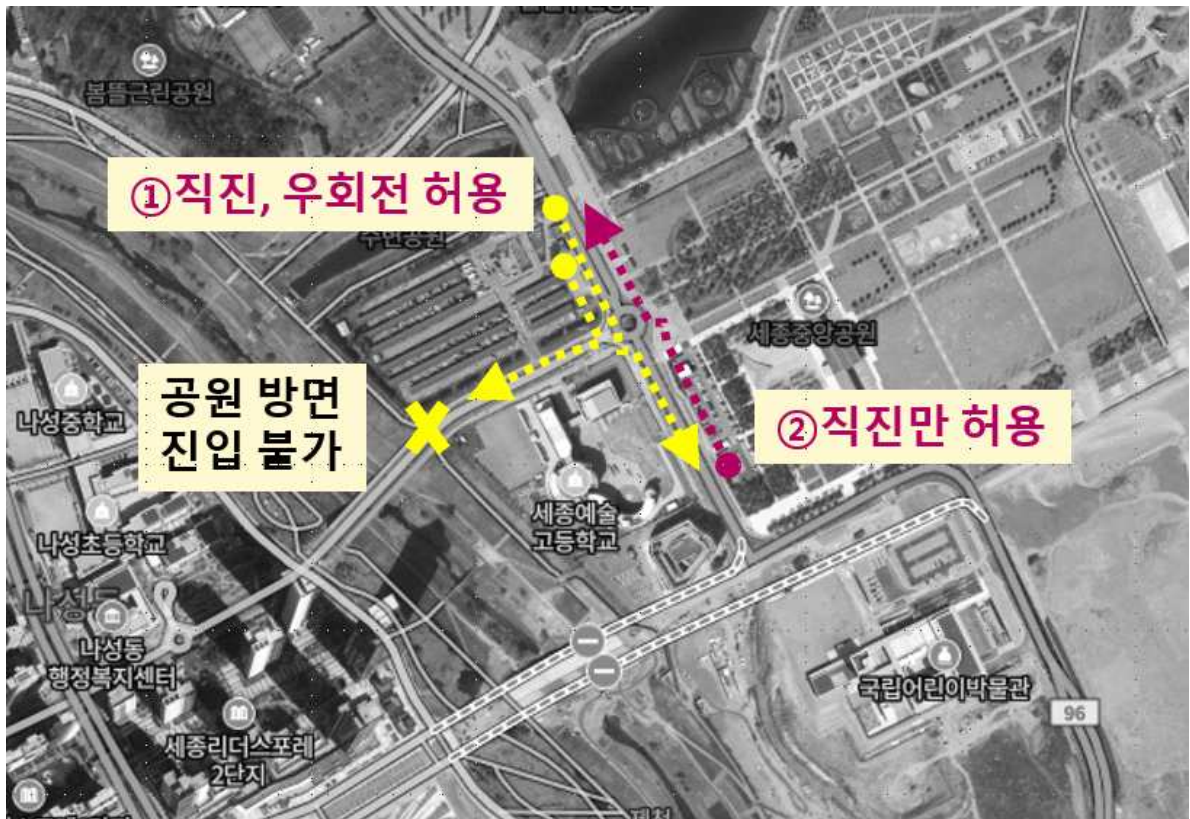 봄뜰근린공원
①직진, 우회전 허용
세종중앙공원
공원 방면
진입 불가
②직진만 허용
나성중학교
세종예술
고등학교
나성초등학교
나성동
행정복지센터
국립어린이박물관
96
세종리더스포레
2단지
제천